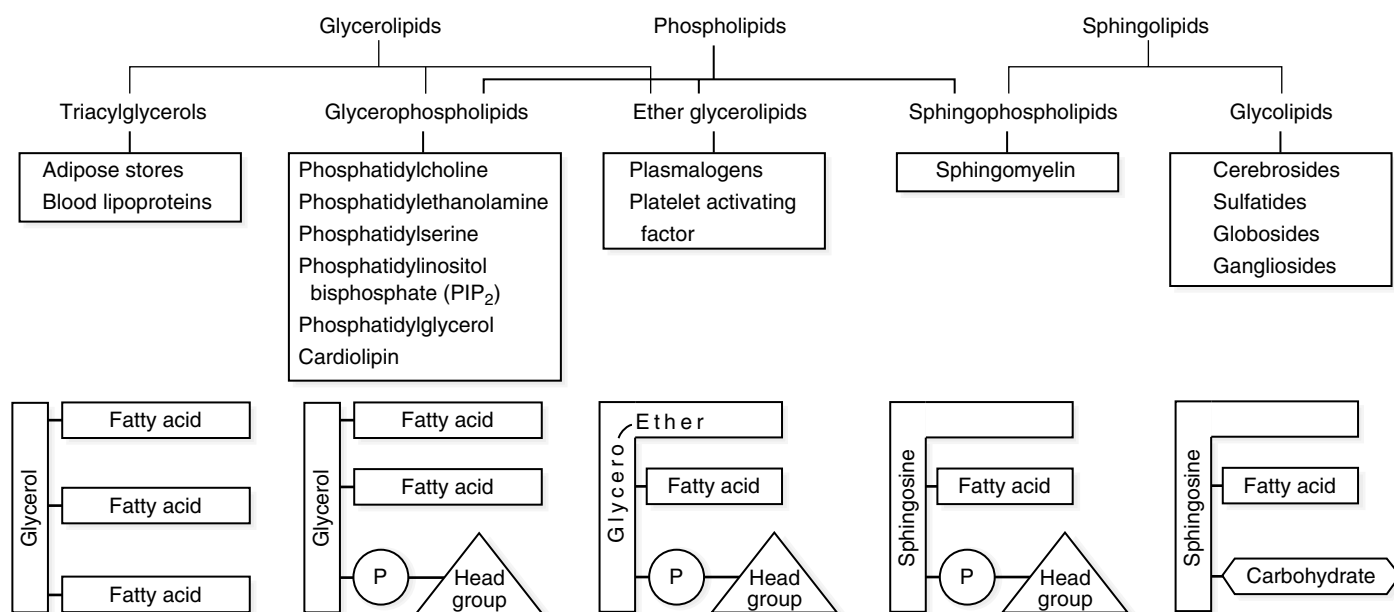 Glycerolipids
Phospholipids
Sphingolipids
Triacylglycerols
Glycerophospholipids
Ether glycerolipids
Sphingophospholipids
Glycolipids
Adipose stores
Blood lipoproteins
Phosphatidylcholine
Phosphatidylethanolamine
Phosphatidylserine
Phosphatidylinositol
bisphosphate (PIP₂)
Phosphatidylglycerol
Cardiolipin
Plasmalogens
Platelet activating
factor
Sphingomyelin
Cerebrosides
Sulfatides
Globosides
Gangliosides
Glycerol
Fatty acid
Fatty acid
Fatty acid
Glycerol
Fatty acid
Fatty acid
P
Head
group
Glycero
Ether
Fatty acid
P
Head
group
Sphingosine
Fatty acid
P
Head
group
Sphingosine
Fatty acid
Carbohydrate